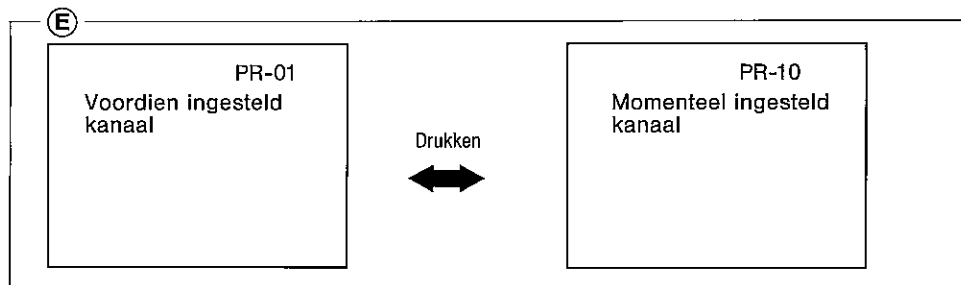 E
PR-01
Voordien ingesteld
kanaal
Drukken
PR-10
Momenteel ingesteld
kanaal